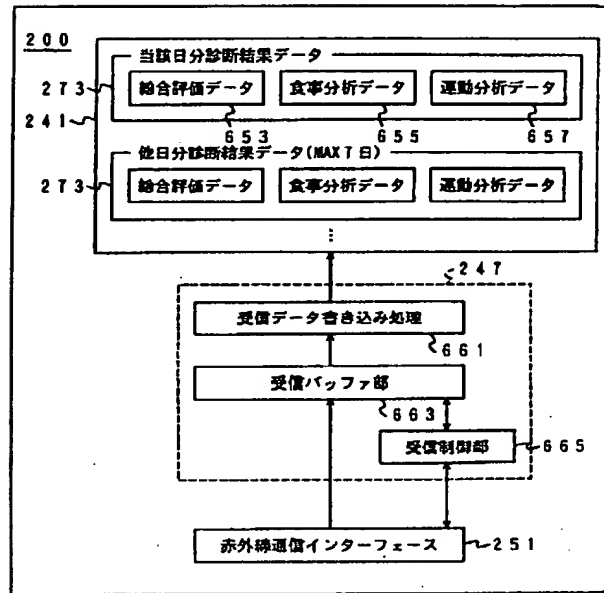 200
当該日分診断結果データ
273
総合評価データ 食事分析データ 運動分析データ
241
653 655 657
他日分診断結果データ(MAX7日)
273
総合評価データ 食事分析データ 運動分析データ
⋮
247
受信データ書き込み処理
661
受信バッファ部
663
受信制御部
665
赤外線通信インターフェース
251